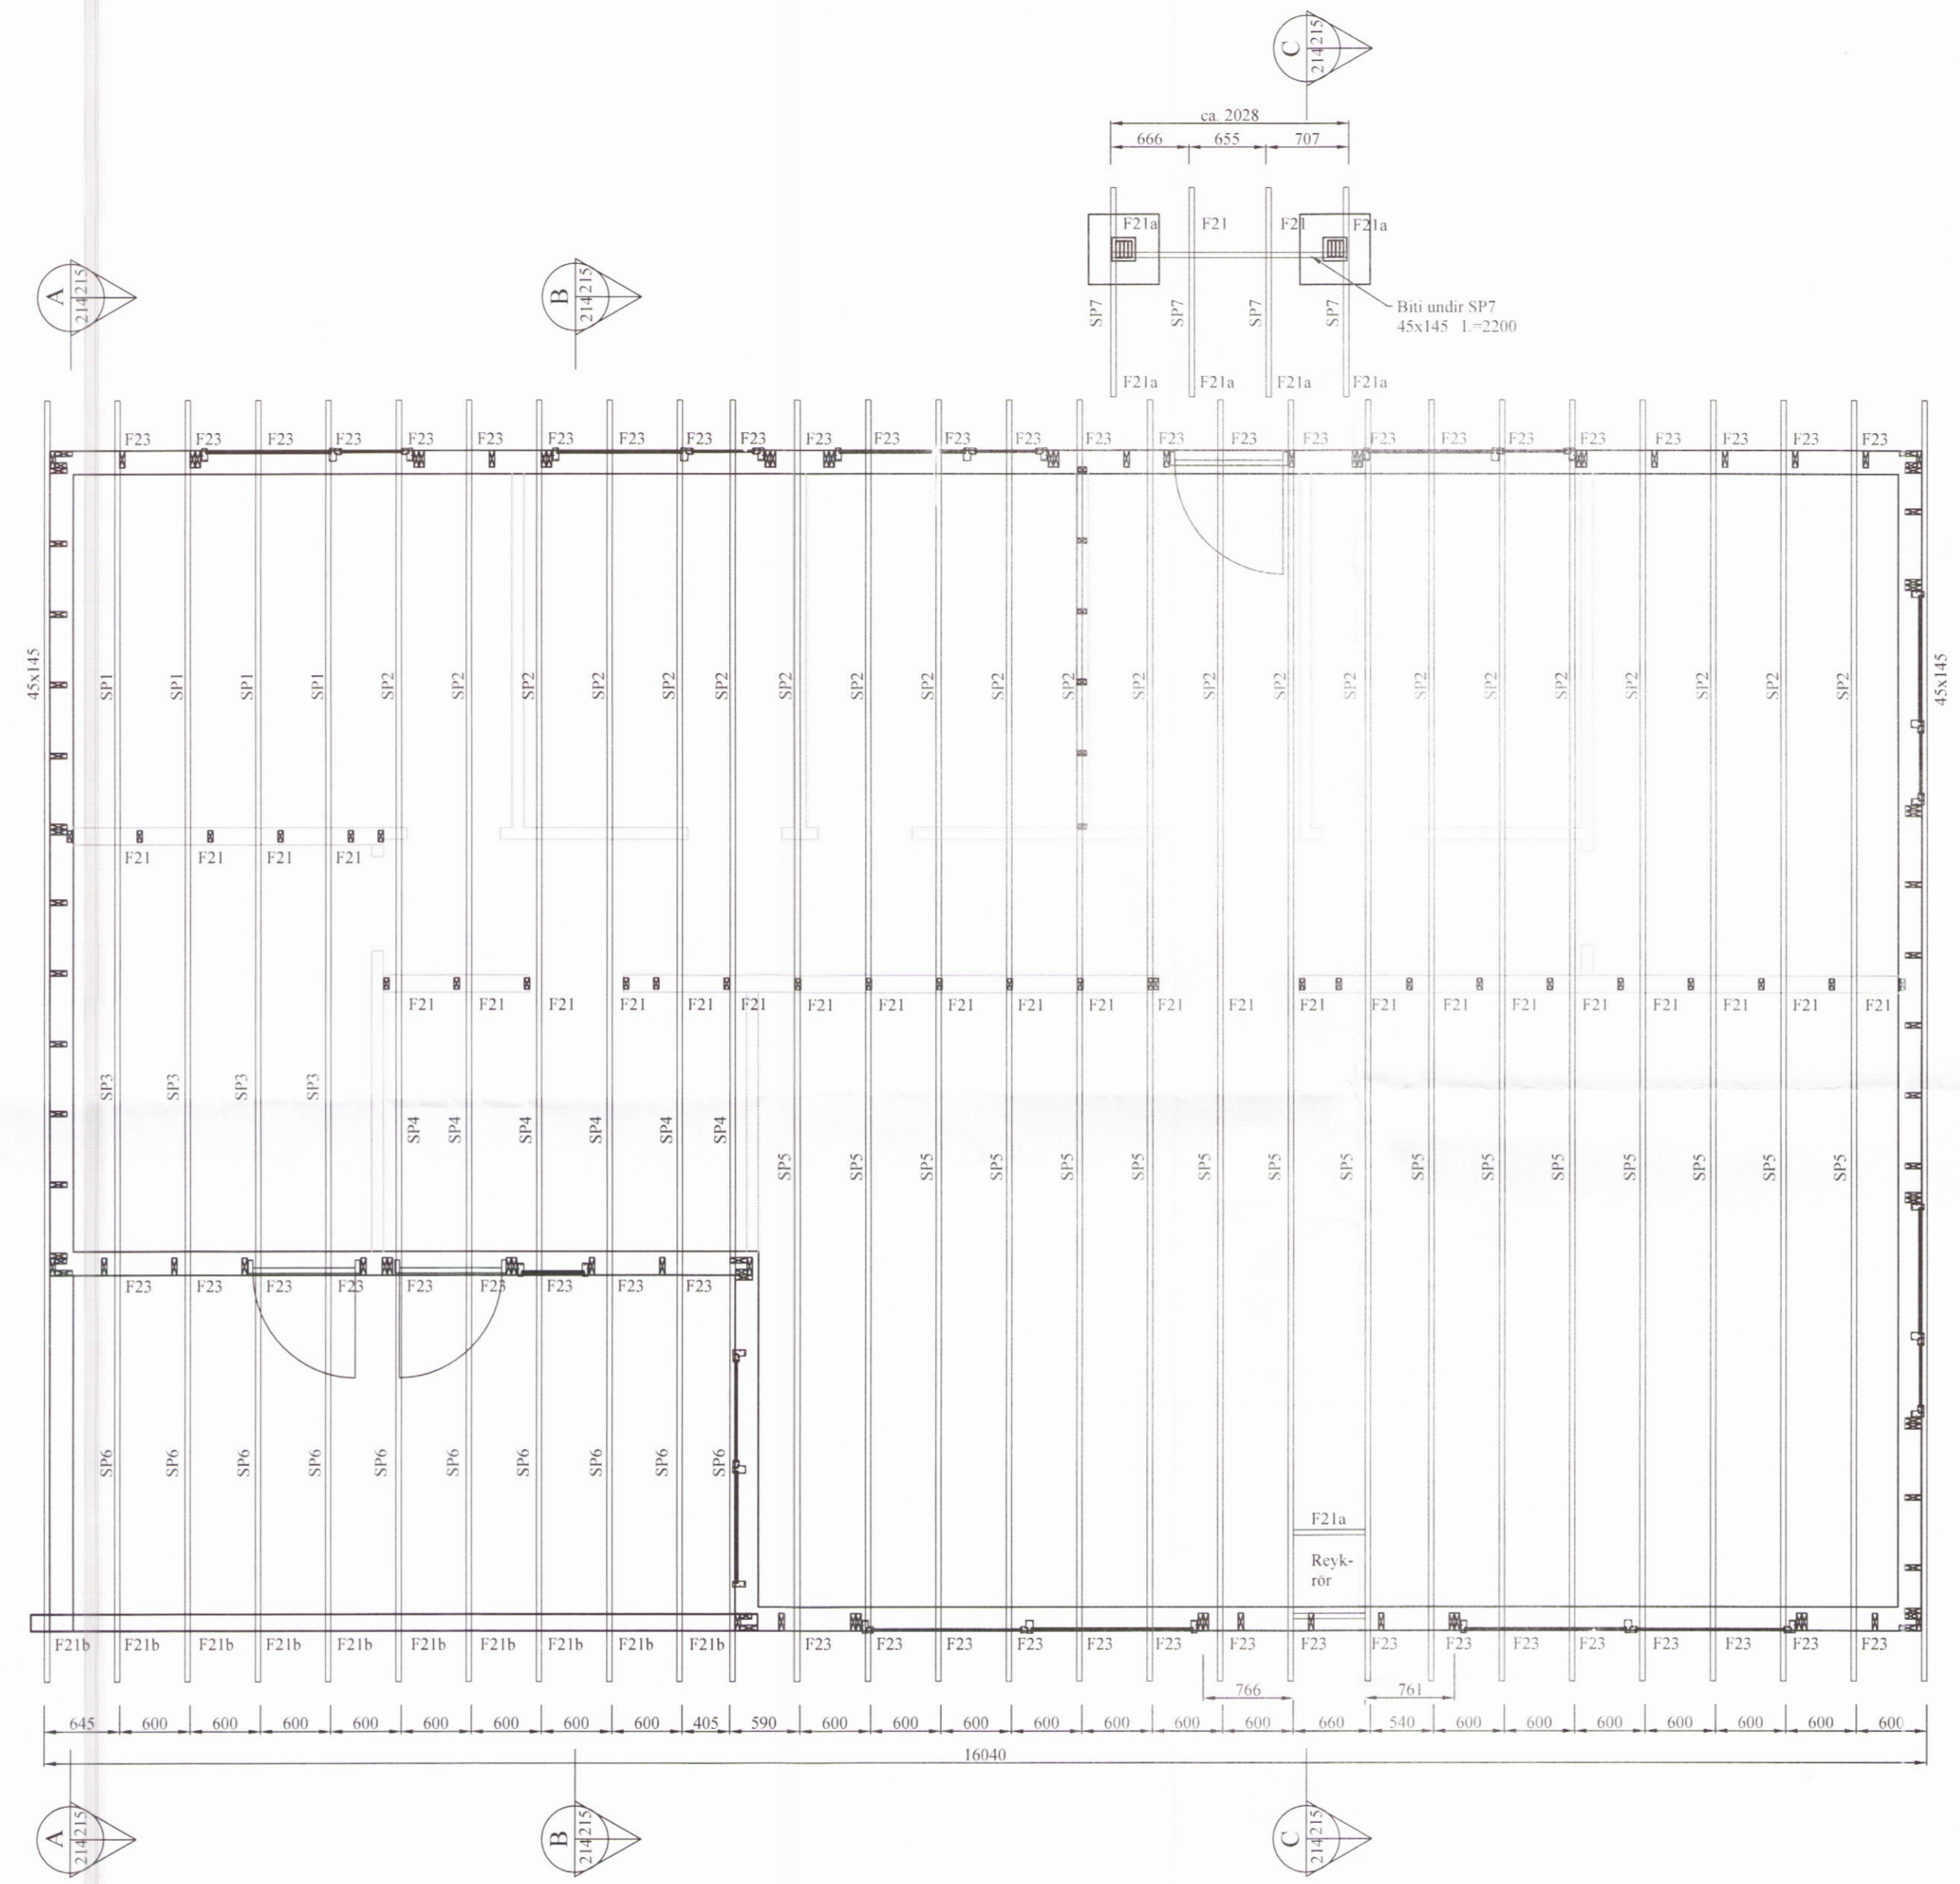 C
214 215
ca. 2028
666 655 707
F21a F21 F21 F21a
A
214 215
B
214 215
SP7 SP7 SP7 SP7
Biti undir SP7
45x145 L=2200
F21a F21a F21a F21a
F23 F23 F23 F23 F23 F23 F23 F23 F23 F23 F23 F23 F23 F23 F23 F23 F23 F23 F23 F23 F23 F23 F23 F23 F23 F23
45x145 SP1 SP1 SP1 SP1 SP2 SP2 SP2 SP2 SP2 SP2 SP2 SP2 SP2 SP2 SP2 SP2 SP2 SP2 SP2 SP2 SP2 SP2 SP2 SP2 SP2 SP2 45x145
F21 F21 F21 F21
F21 F21 F21 F21 F21 F21 F21 F21 F21 F21 F21 F21 F21 F21 F21 F21 F21 F21 F21 F21 F21 F21
SP3 SP3 SP3 SP3
SP4 SP4 SP4 SP4 SP4 SP4
SP5 SP5 SP5 SP5 SP5 SP5 SP5 SP5 SP5 SP5 SP5 SP5 SP5 SP5 SP5 SP5
F23 F23 F23 F23 F23 F23 F23 F23 F23
SP6 SP6 SP6 SP6 SP6 SP6 SP6 SP6 SP6 SP6
F21a
Reyk-
rör
F21b F21b F21b F21b F21b F21b F21b F21b F21b F21b F23 F23 F23 F23 F23 F23 F23 F23 F23 F23 F23 F23 F23 F23 F23 F23
766 761
645 600 600 600 600 600 600 600 600 405 590 600 600 600 600 600 600 600 660 540 600 600 600 600 600 600 600
16040
A
214 215
B
214 215
C
214 215